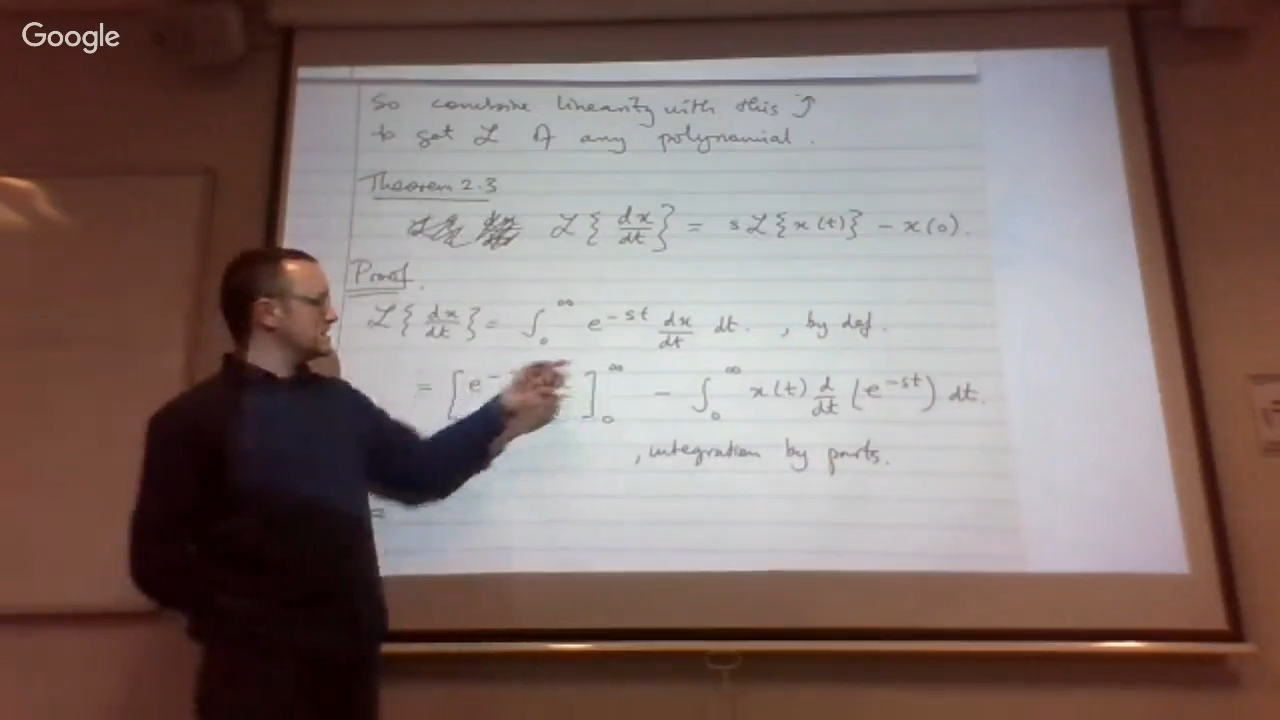 Google
So combine linearity with this ⤴
to get ℒ of any polynomial.
Theorem 2.3
ℒ{dx/dt} = sℒ{x(t)} - x(0).
Proof.
ℒ{dx/dt} = ∫₀^∞ e^{-st} dx/dt dt. , by def.
= [e^- ]₀^∞ - ∫₀^∞ x(t) d/dt (e^{-st}) dt.
, integration by parts.
=